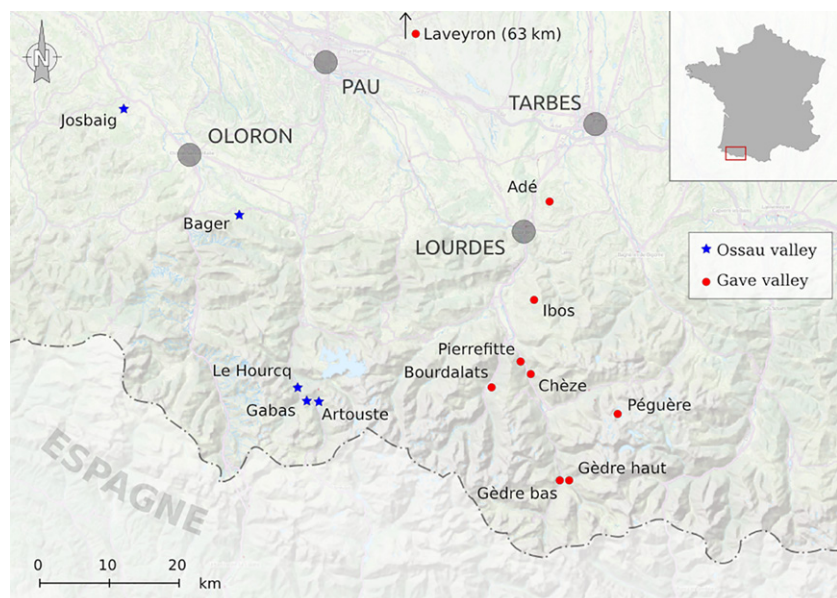 N
Laveyron (63 km)
PAU
TARBES
Josbaig
OLORON
Adé
Bager
LOURDES
Ossau valley
Gave valley
Ibos
Pierrefitte
Le Hourcq
Bourdalats
Chèze
Gabas
Artouste
Péguère
ESPAGNE
Gèdre haut
Gèdre bas
0 10 20
km